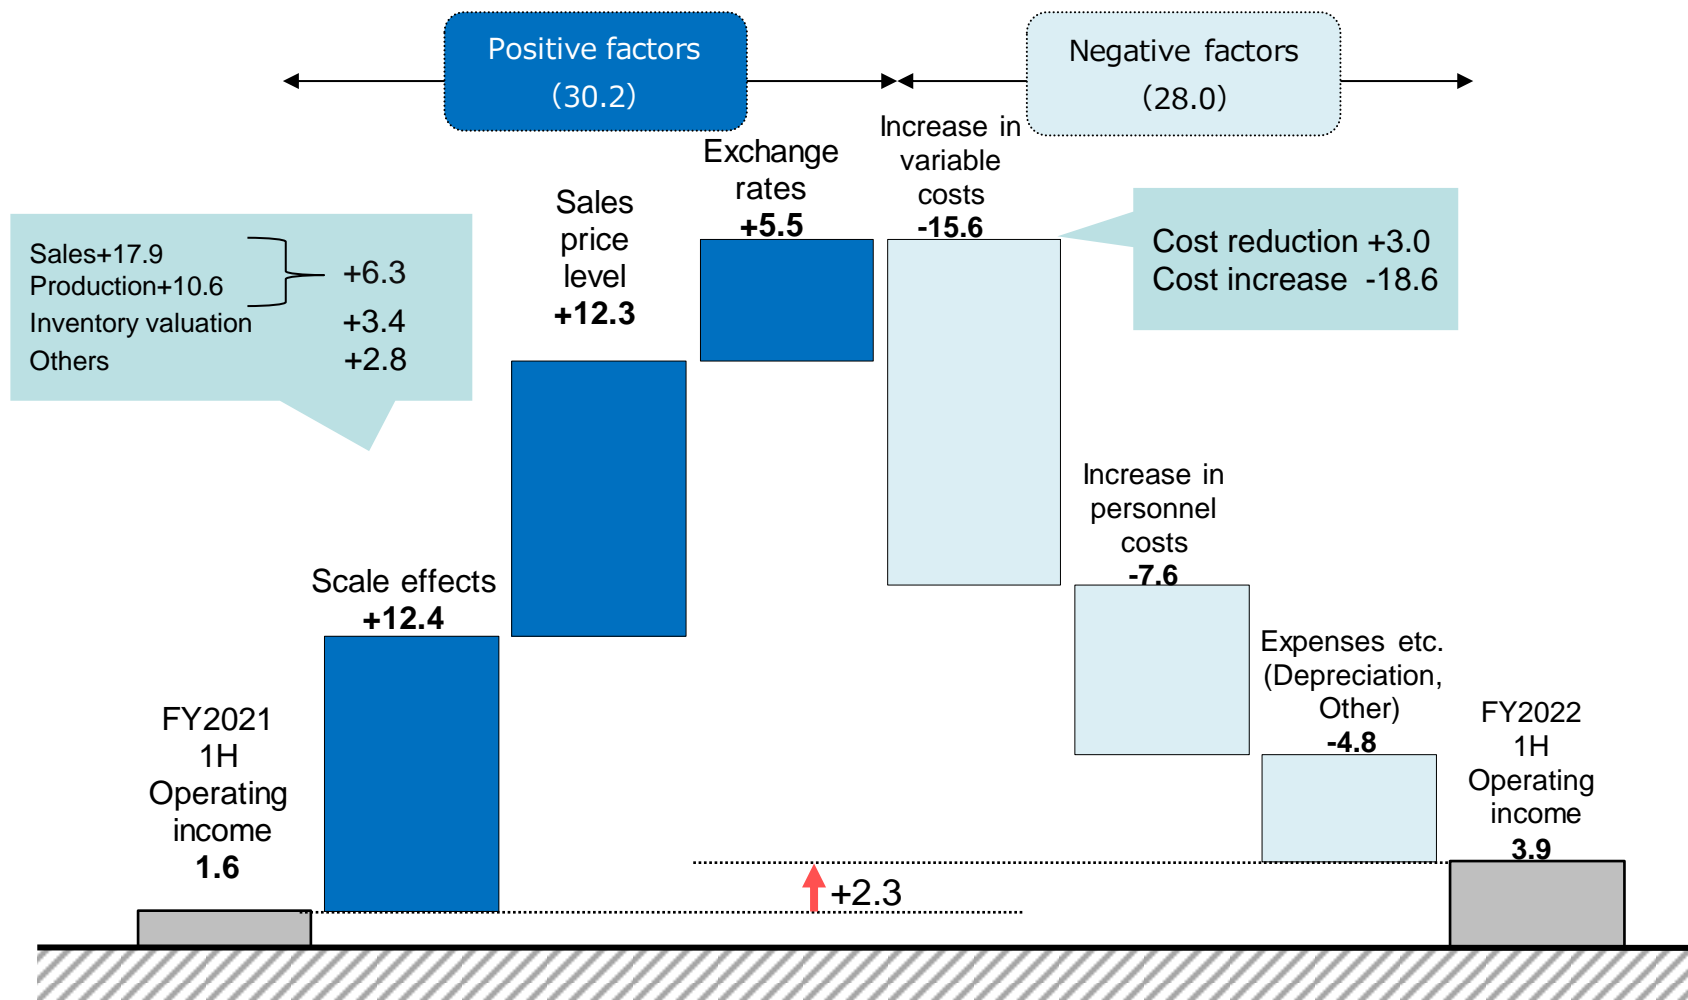 Positive factors
(30.2)
Negative factors
(28.0)
Sales+17.9
Production+10.6
+6.3
Inventory valuation +3.4
Others +2.8
FY2021
1H
Operating
income
1.6
Scale effects
+12.4
Sales
price
level
+12.3
Exchange
rates
+5.5
Increase in
variable
costs
-15.6
Cost reduction +3.0
Cost increase -18.6
Increase in
personnel
costs
-7.6
Expenses etc.
(Depreciation,
Other)
-4.8
FY2022
1H
Operating
income
3.9
+2.3